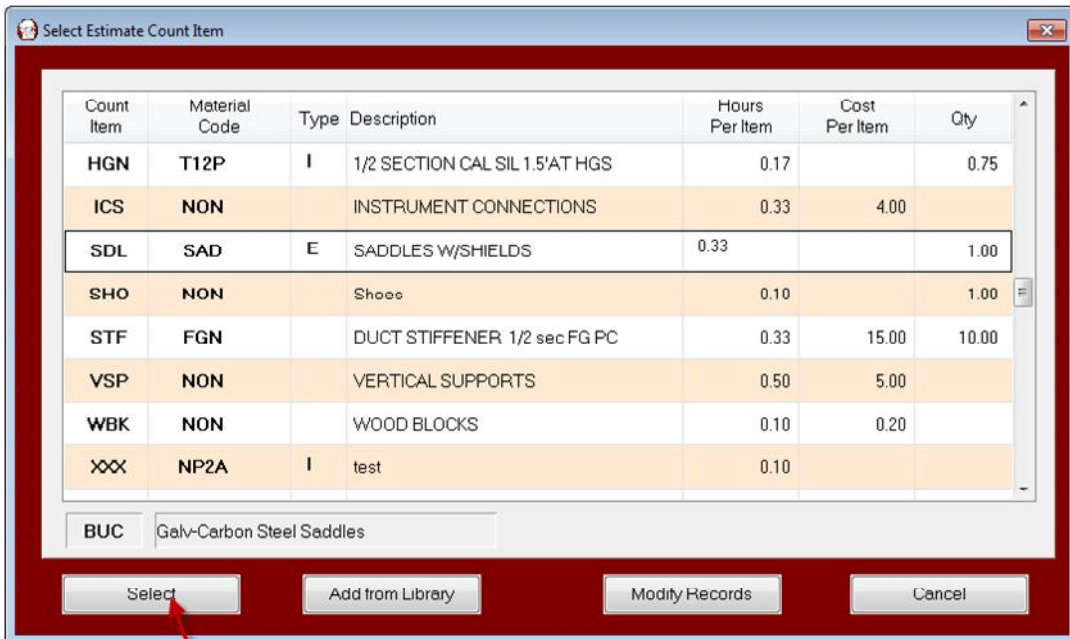 Select Estimate Count Item
Count Item Material Code Type Description Hours Per Item Cost Per Item Qty
HGN T12P I 1/2 SECTION CAL SIL 1.5'AT HGS 0.17 0.75
ICS NON INSTRUMENT CONNECTIONS 0.33 4.00
SDL SAD E SADDLES W/SHIELDS 0.33 1.00
SHO NON Shoes 0.10 1.00
STF FGN DUCT STIFFENER 1/2 sec FG PC 0.33 15.00 10.00
VSP NON VERTICAL SUPPORTS 0.50 5.00
WBK NON WOOD BLOCKS 0.10 0.20
XXX NP2A I test 0.10
BUC Galv-Carbon Steel Saddles
Select Add from Library Modify Records Cancel